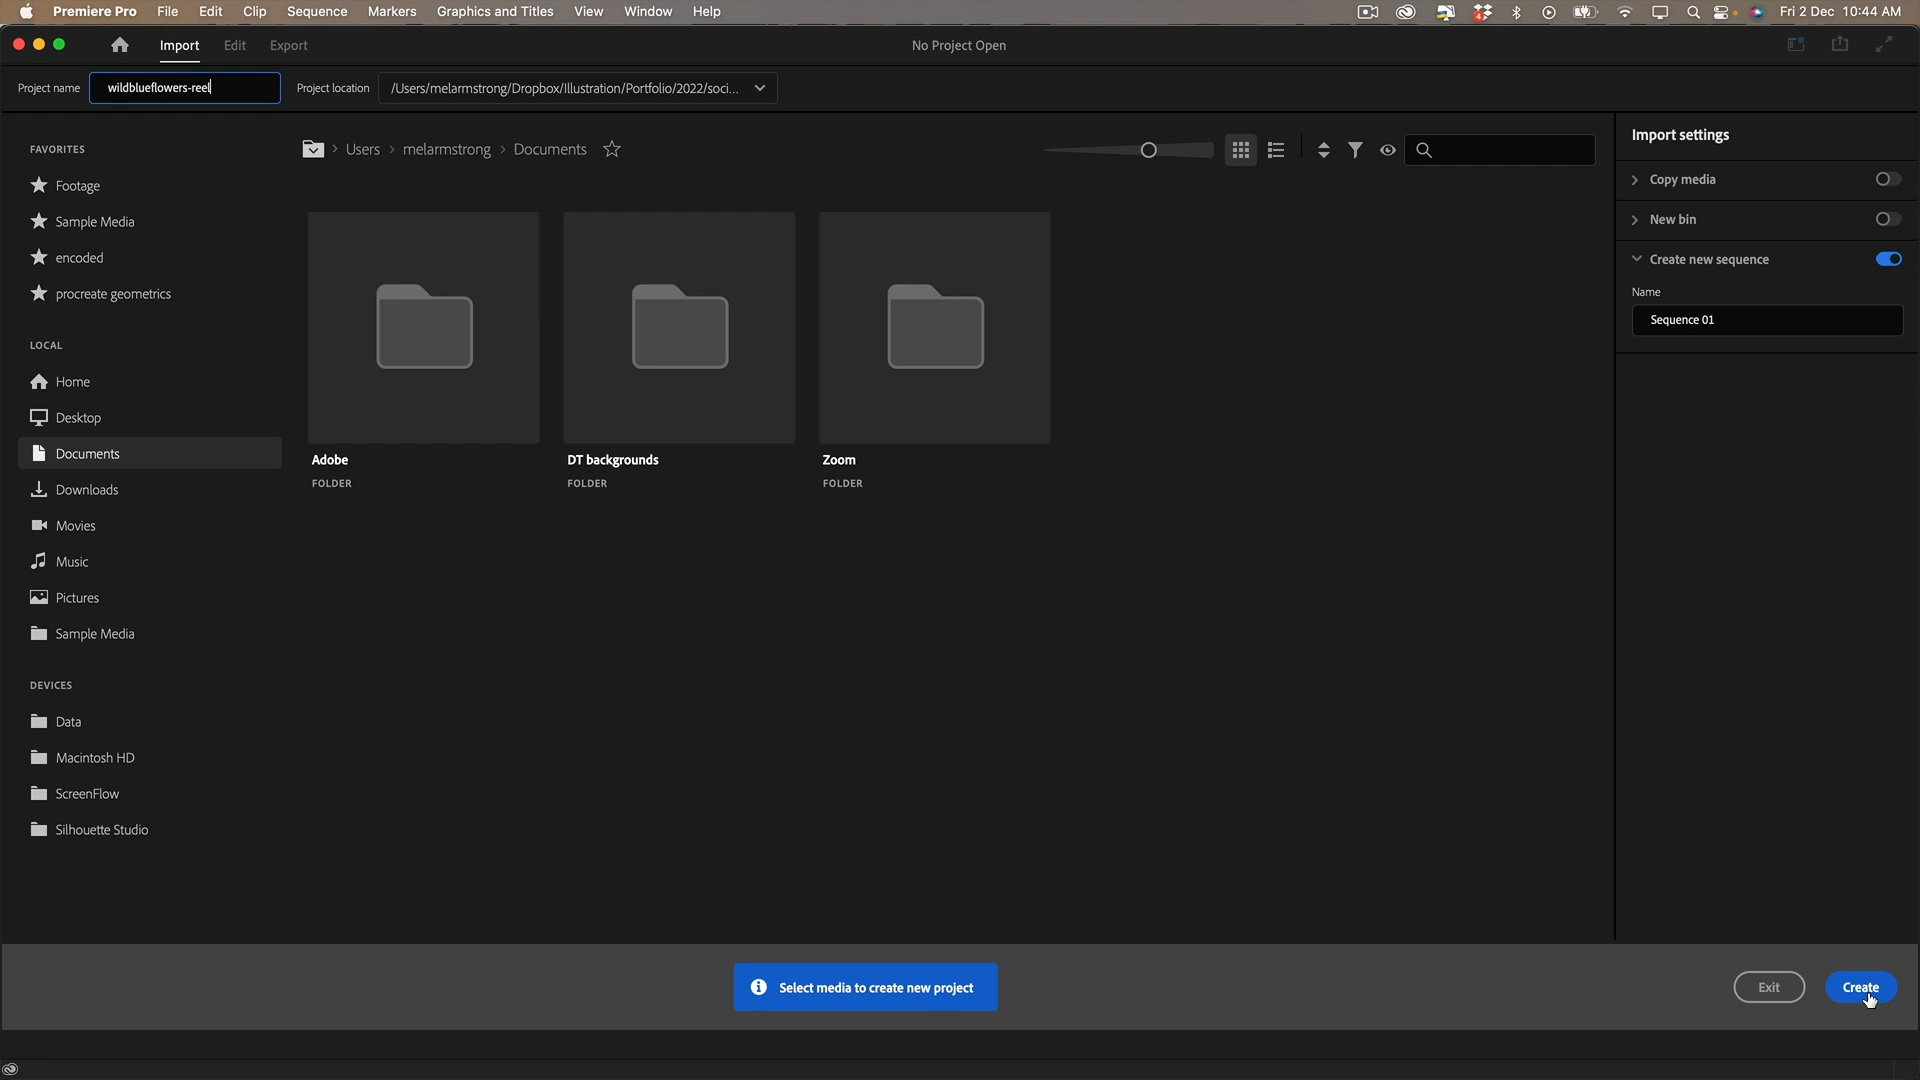 Premiere Pro File Edit Clip Sequence Markers Graphics and Titles View Window Help 4 Fri 2 Dec 10:44 AM
Import Edit Export No Project Open
Project name wildblueflowers-reel Project location /Users/melarmstrong/Dropbox/Illustration/Portfolio/2022/soci...
FAVORITES
Footage
Sample Media
encoded
procreate geometrics
LOCAL
Home
Desktop
Documents
Downloads
Movies
Music
Pictures
Sample Media
DEVICES
Data
Macintosh HD
ScreenFlow
Silhouette Studio
Users > melarmstrong > Documents
Adobe
FOLDER
DT backgrounds
FOLDER
Zoom
FOLDER
Import settings
Copy media
New bin
Create new sequence
Name
Sequence 01
Select media to create new project
Exit
Create